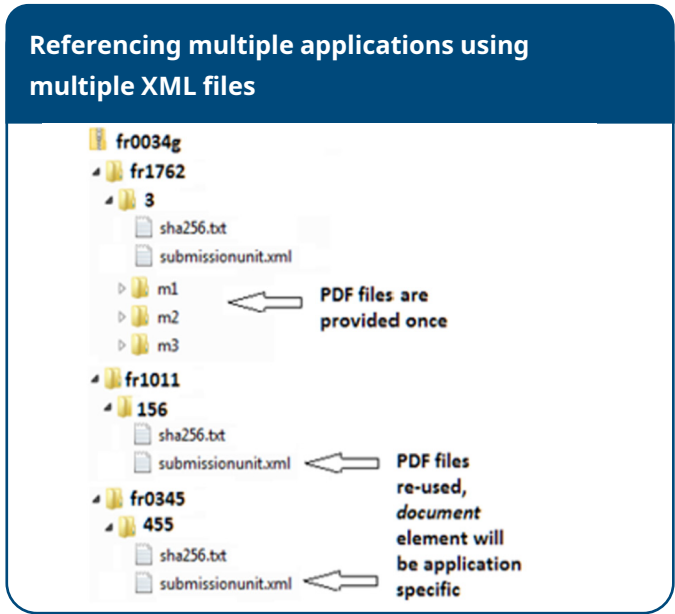 Referencing multiple applications using
multiple XML files
fr0034g
fr1762
3
sha256.txt
submissionunit.xml
m1
m2
m3
PDF files are
provided once
fr1011
156
sha256.txt
submissionunit.xml
PDF files
re-used,
document
element will
be application
specific
fr0345
455
sha256.txt
submissionunit.xml